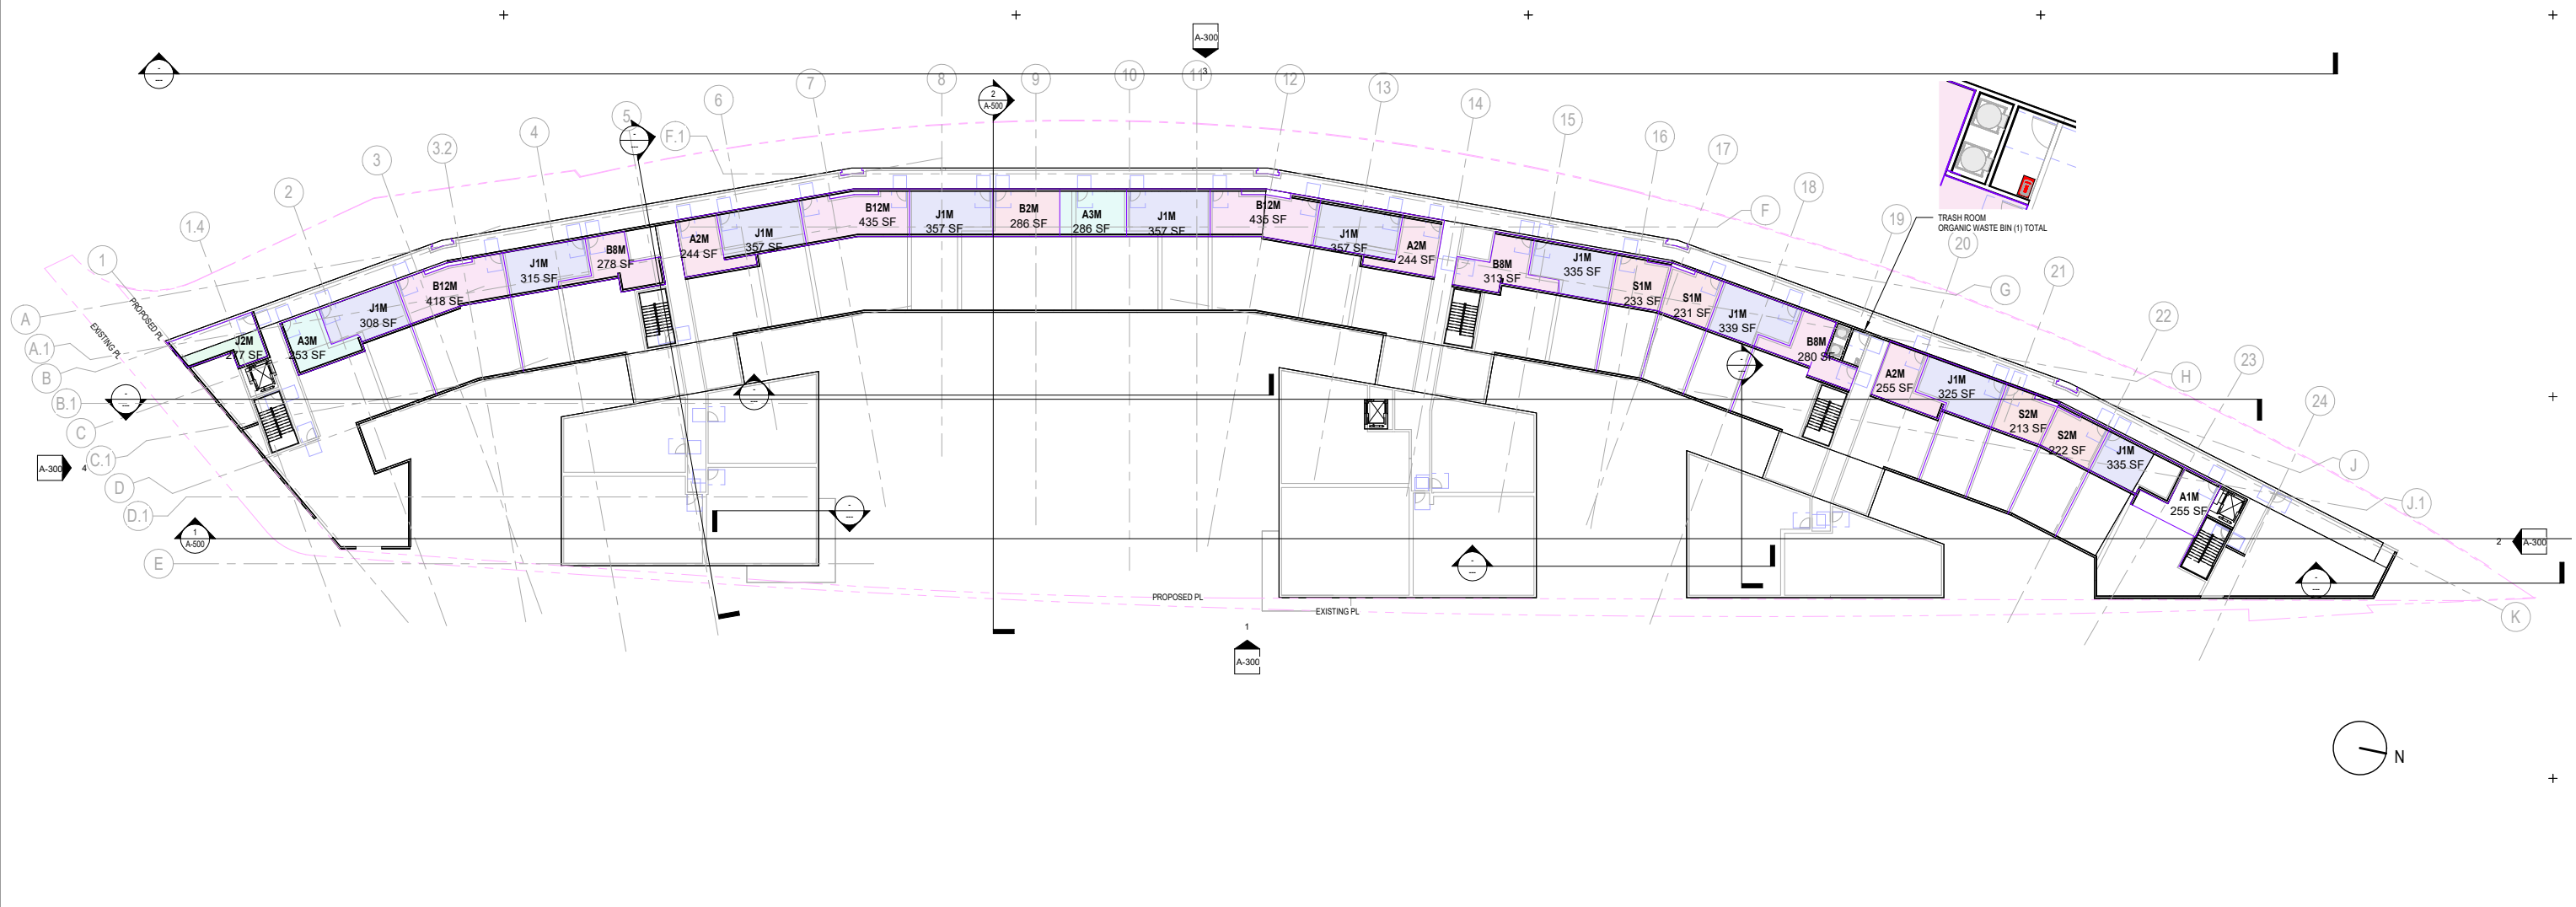 A-300
3
-
---
1
1.4
2
3
3.2
4
5
-
---
F.1
6
7
8
2
A-500
9
10
11
12
13
14
15
16
17
18
19
20
21
22
23
24
TRASH ROOM
ORGANIC WASTE BIN (1) TOTAL
F
G
H
J
J.1
K
A
A.1
B
B.1
C
C.1
D
D.1
E
PROPOSED PL
EXISTING PL
J2M
277 SF
A3M
253 SF
J1M
308 SF
B12M
418 SF
J1M
315 SF
B8M
278 SF
A2M
244 SF
J1M
357 SF
B12M
435 SF
J1M
357 SF
B2M
286 SF
A3M
286 SF
J1M
357 SF
B12M
435 SF
J1M
357 SF
A2M
244 SF
B8M
313 SF
J1M
335 SF
S1M
233 SF
S1M
231 SF
J1M
339 SF
B8M
280 SF
A2M
255 SF
J1M
325 SF
S2M
213 SF
S2M
222 SF
J1M
335 SF
A1M
255 SF
-
---
-
---
-
---
A-300
4
1
A-500
-
---
-
---
-
---
2
A-300
PROPOSED PL
EXISTING PL
1
A-300
N